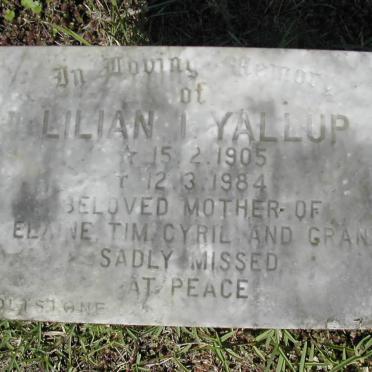 In loving Memory
of
LILIAN I. YALLUP
* 15.2.1905
† 12.3.1984
BELOVED MOTHER OF
ELAINE, TIM, CYRIL AND GRAN
SADLY MISSED
AT PEACE